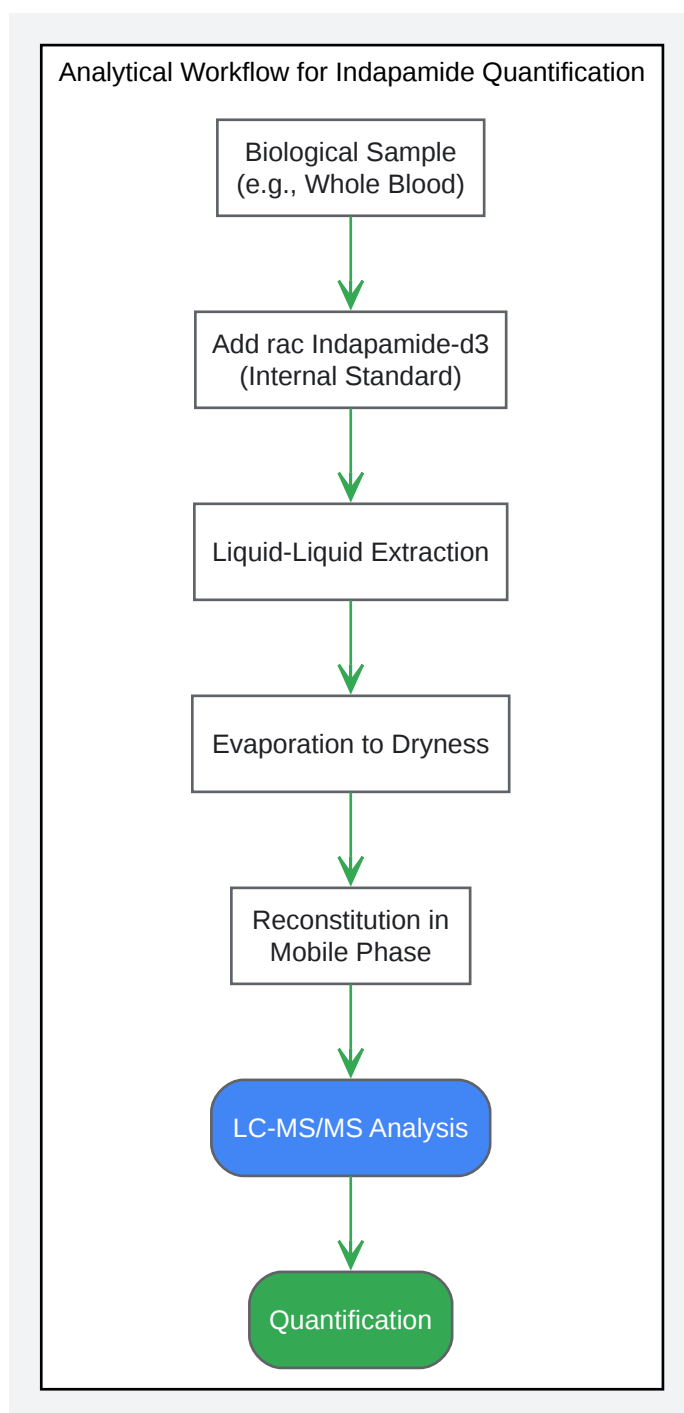 Analytical Workflow for Indapamide Quantification
Biological Sample
(e.g., Whole Blood)
Add rac Indapamide-d3
(Internal Standard)
Liquid-Liquid Extraction
Evaporation to Dryness
Reconstitution in
Mobile Phase
LC-MS/MS Analysis
Quantification